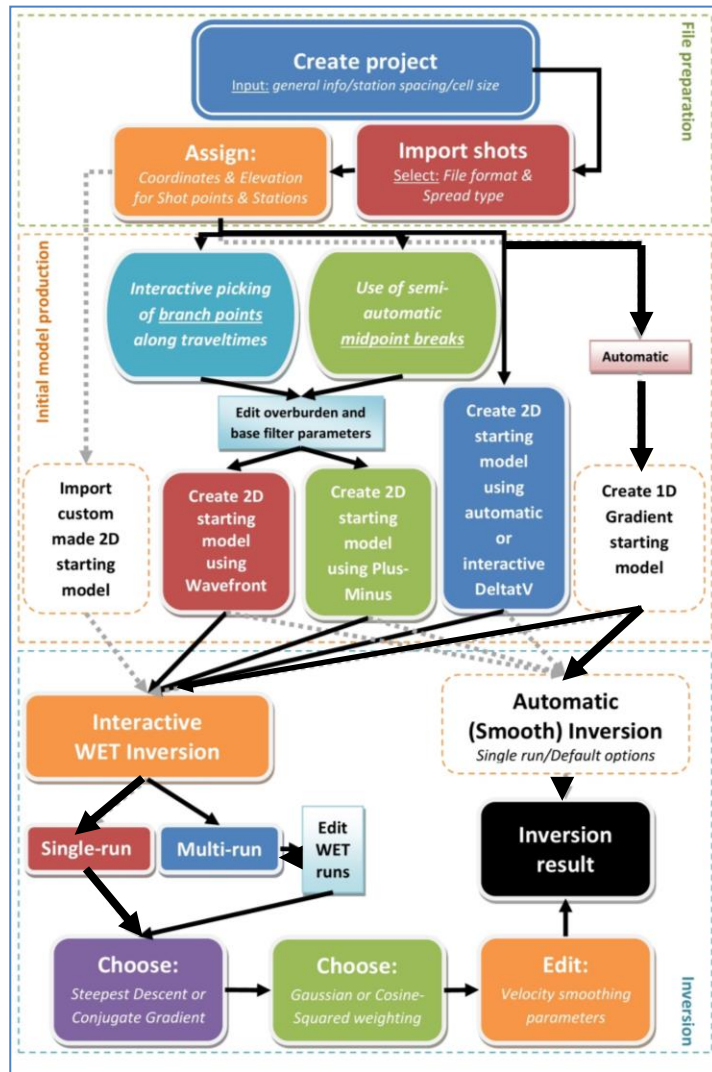 File preparation
Create project
Input: general info/station spacing/cell size
Assign:
Coordinates & Elevation
for Shot points & Stations
Import shots
Select: File format &
Spread type
Initial model production
Interactive picking
of branch points
along traveltimes
Use of semi-
automatic
midpoint breaks
Automatic
Edit overburden and
base filter parameters
Import
custom
made 2D
starting
model
Create 2D
starting
model
using
Wavefront
Create 2D
starting
model
using Plus-
Minus
Create 2D
starting
model
using
automatic
or
interactive
DeltatV
Create 1D
Gradient
starting
model
Interactive
WET Inversion
Automatic
(Smooth) Inversion
Single run/Default options
Single-run
Multi-run
Edit
WET
runs
Inversion
result
Choose:
Steepest Descent or
Conjugate Gradient
Choose:
Gaussian or Cosine-
Squared weighting
Edit:
Velocity smoothing
parameters
Inversion